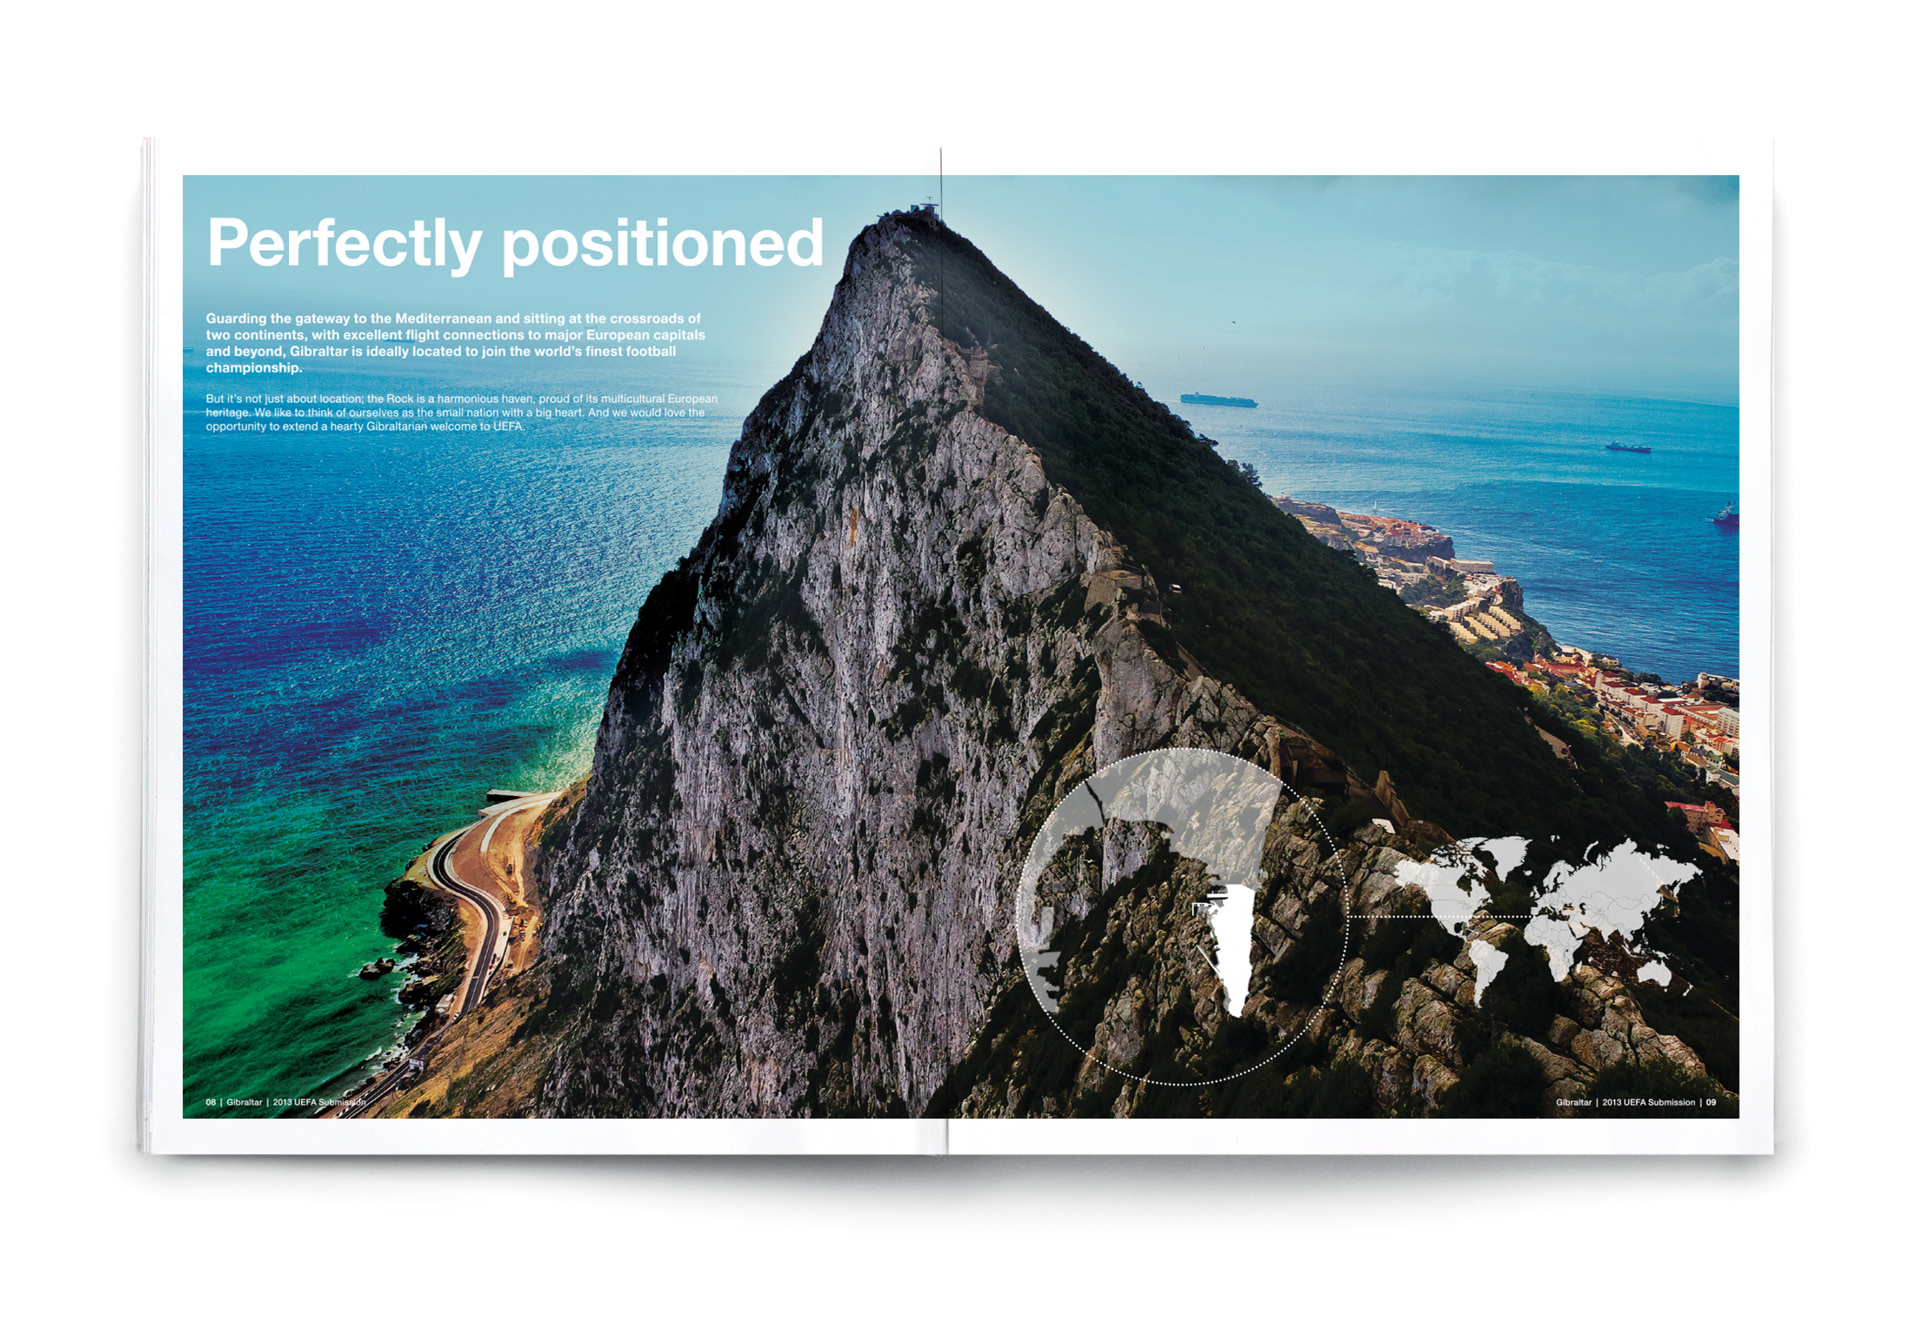 Perfectly positioned
Guarding the gateway to the Mediterranean and sitting at the crossroads of
two continents, with excellent flight connections to major European capitals
and beyond, Gibraltar is ideally located to join the world's finest football
championship.
But it's not just about location; the Rock is a harmonious haven, proud of its multicultural European
heritage. We like to think of ourselves as the small nation with a big heart. And we would love the
opportunity to extend a hearty Gibraltarian welcome to UEFA.
08 | Gibraltar | 2013 UEFA Submission
Gibraltar | 2013 UEFA Submission | 09